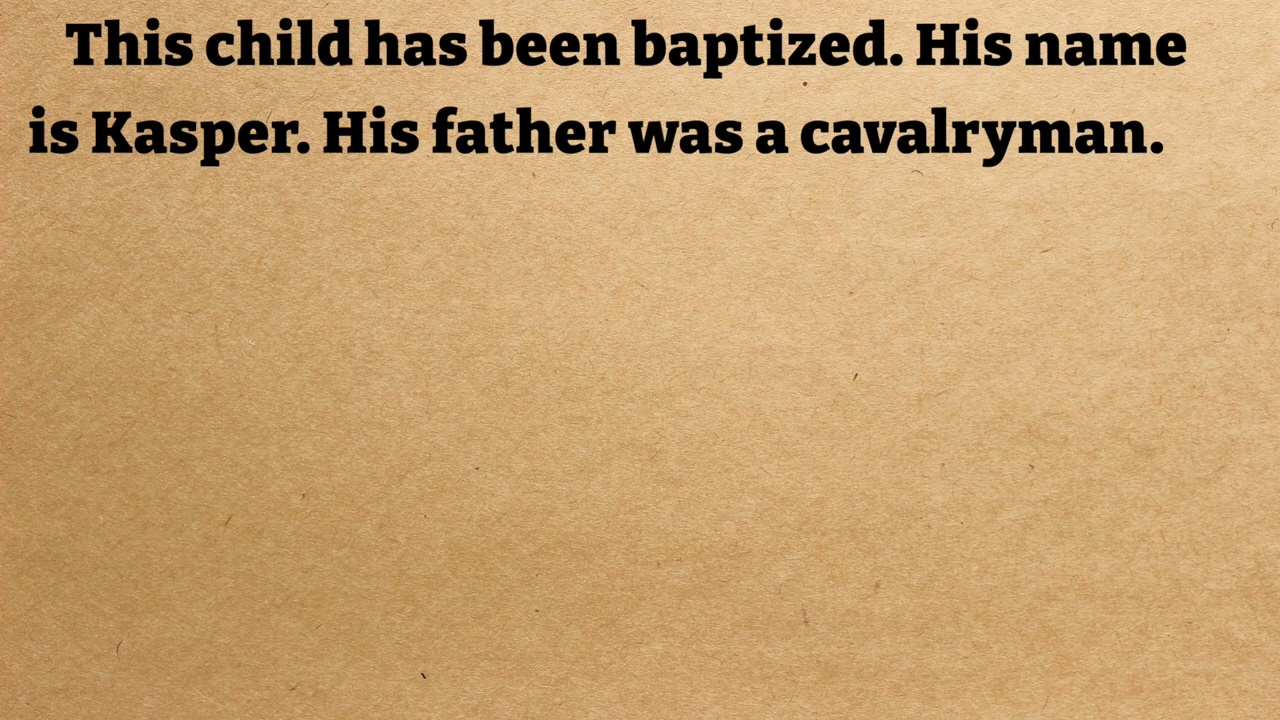 This child has been baptized. His name
is Kasper. His father was a cavalryman.